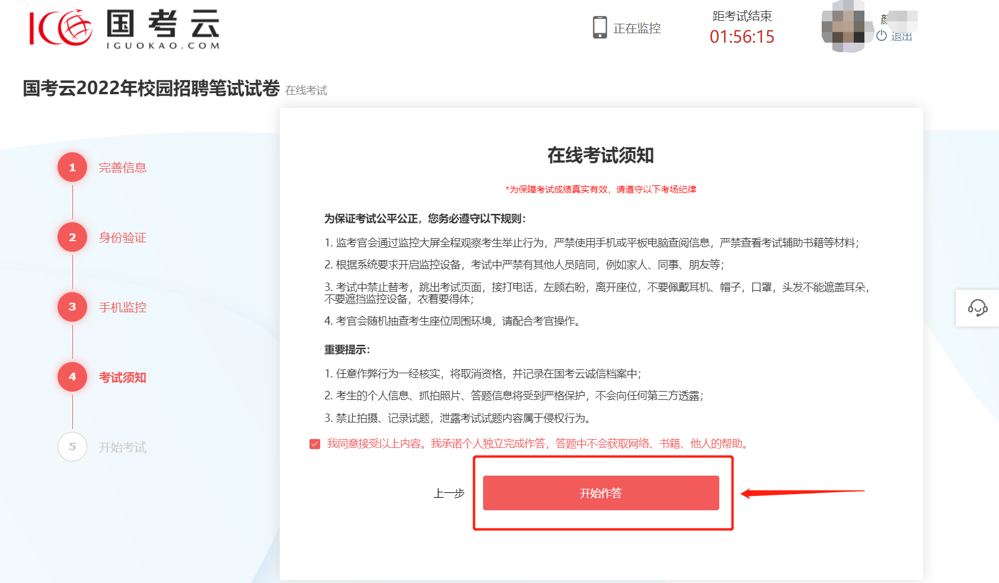 国考云
IGUOKAO.COM
正在监控
距考试结束
01:56:15
颜
退出
国考云2022年校园招聘笔试试卷 在线考试
1 完善信息
2 身份验证
3 手机监控
4 考试须知
5 开始考试
在线考试须知
*为保障考试成绩真实有效，请遵守以下考场纪律
为保证考试公平公正，您务必遵守以下规则：
1. 监考官会通过监控大屏全程观察考生举止行为，严禁使用手机或平板电脑查阅信息，严禁查看考试辅助书籍等材料；
2. 根据系统要求开启监控设备，考试中严禁有其他人员陪同，例如家人、同事、朋友等；
3. 考试中禁止替考，跳出考试页面，接打电话，左顾右盼，离开座位，不要佩戴耳机、帽子，口罩，头发不能遮盖耳朵，
不要遮挡监控设备，衣着要得体；
4. 考官会随机抽查考生座位周围环境，请配合考官操作。
重要提示：
1. 任意作弊行为一经核实，将取消资格，并记录在国考云诚信档案中；
2. 考生的个人信息、抓拍照片、答题信息将受到严格保护，不会向任何第三方透露；
3. 禁止拍摄、记录试题，泄露考试试题内容属于侵权行为。
我同意接受以上内容。我承诺个人独立完成作答，答题中不会获取网络、书籍、他人的帮助。
上一步
开始作答